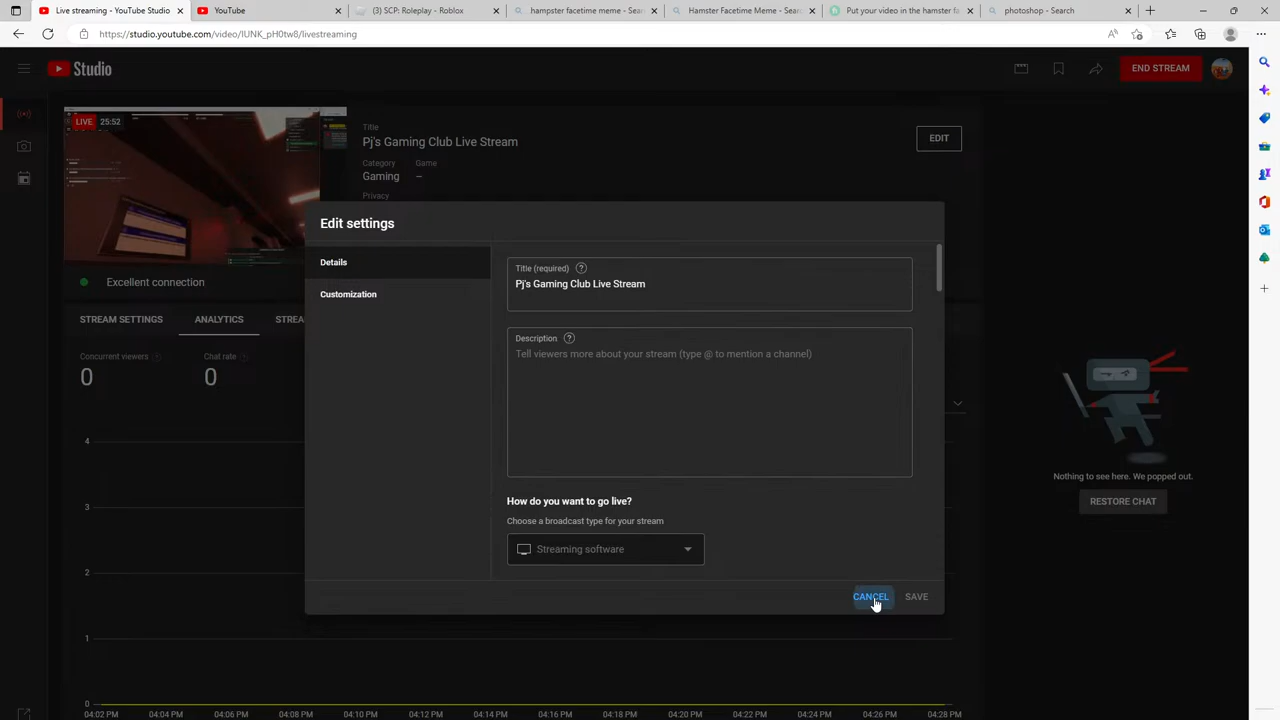 Live streaming - YouTube Studio
YouTube
(3) SCP: Roleplay - Roblox
hampster facetime meme - Sea
Hamster Facetime Meme - Searc
Put your video in the hamster fa
photoshop - Search
https://studio.youtube.com/video/IUNK_pH0tw8/livestreaming
Studio
END STREAM
LIVE 25:52
Title
Pj's Gaming Club Live Stream
EDIT
Category Game
Gaming –
Privacy
Edit settings
Details
Customization
Title (required)
Pj's Gaming Club Live Stream
Description
Tell viewers more about your stream (type @ to mention a channel)
How do you want to go live?
Choose a broadcast type for your stream
Streaming software
CANCEL SAVE
Excellent connection
STREAM SETTINGS ANALYTICS STREA
Concurrent viewers Chat rate
0 0
4
3
2
1
0
04:02 PM 04:04 PM 04:06 PM 04:08 PM 04:10 PM 04:12 PM 04:14 PM 04:16 PM 04:18 PM 04:20 PM 04:22 PM 04:24 PM 04:26 PM 04:28 PM
Nothing to see here. We popped out.
RESTORE CHAT